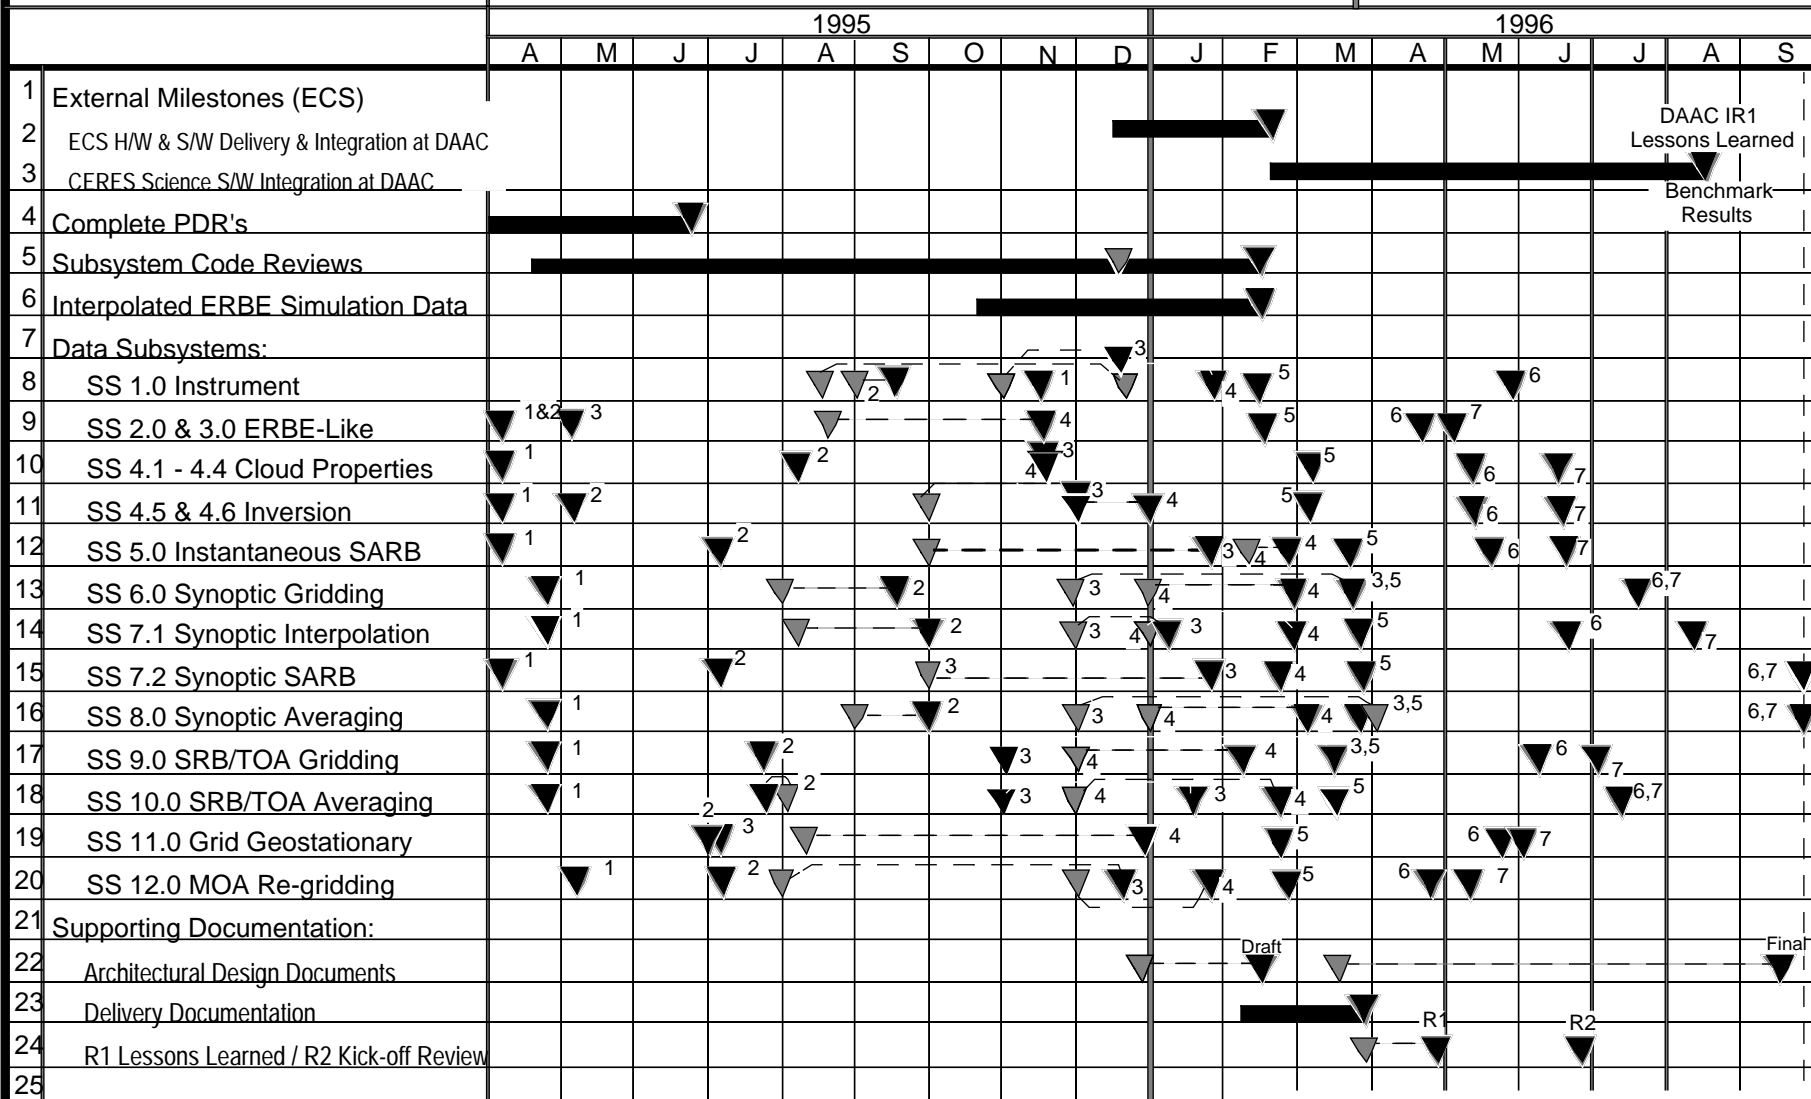 1995 1996
A M J J A S O N D J F M A M J J A S
1 External Milestones (ECS)
2 ECS H/W & S/W Delivery & Integration at DAAC
DAAC IR1
Lessons Learned
3 CERES Science S/W Integration at DAAC
Benchmark
Results
4 Complete PDR's
5 Subsystem Code Reviews
6 Interpolated ERBE Simulation Data
7 Data Subsystems:
8 SS 1.0 Instrument 2 1 3 4 5 6
9 SS 2.0 & 3.0 ERBE-Like 1&2 3 4 5 6 7
10 SS 4.1 - 4.4 Cloud Properties 1 2 4 3 5 6 7
11 SS 4.5 & 4.6 Inversion 1 2 3 4 5 6 7
12 SS 5.0 Instantaneous SARB 1 2 3 4 4 5 6 7
13 SS 6.0 Synoptic Gridding 1 2 3 4 4 3,5 6,7
14 SS 7.1 Synoptic Interpolation 1 2 3 4 3 4 5 6 7
15 SS 7.2 Synoptic SARB 1 2 3 3 4 5 6,7
16 SS 8.0 Synoptic Averaging 1 2 3 4 4 3,5 6,7
17 SS 9.0 SRB/TOA Gridding 1 2 3 4 4 3,5 6 7
18 SS 10.0 SRB/TOA Averaging 1 2 3 4 3 4 5 6,7
19 SS 11.0 Grid Geostationary 2 3 4 5 6 7
20 SS 12.0 MOA Re-gridding 1 2 3 4 5 6 7
21 Supporting Documentation:
22 Architectural Design Documents Draft Final
23 Delivery Documentation
24 R1 Lessons Learned / R2 Kick-off Review R1 R2
25